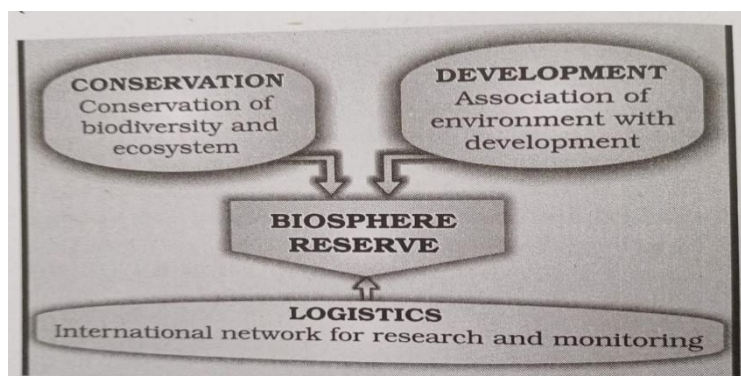 CONSERVATION
Conservation of
biodiversity and
ecosystem
DEVELOPMENT
Association of
environment with
development
BIOSPHERE
RESERVE
LOGISTICS
International network for research and monitoring